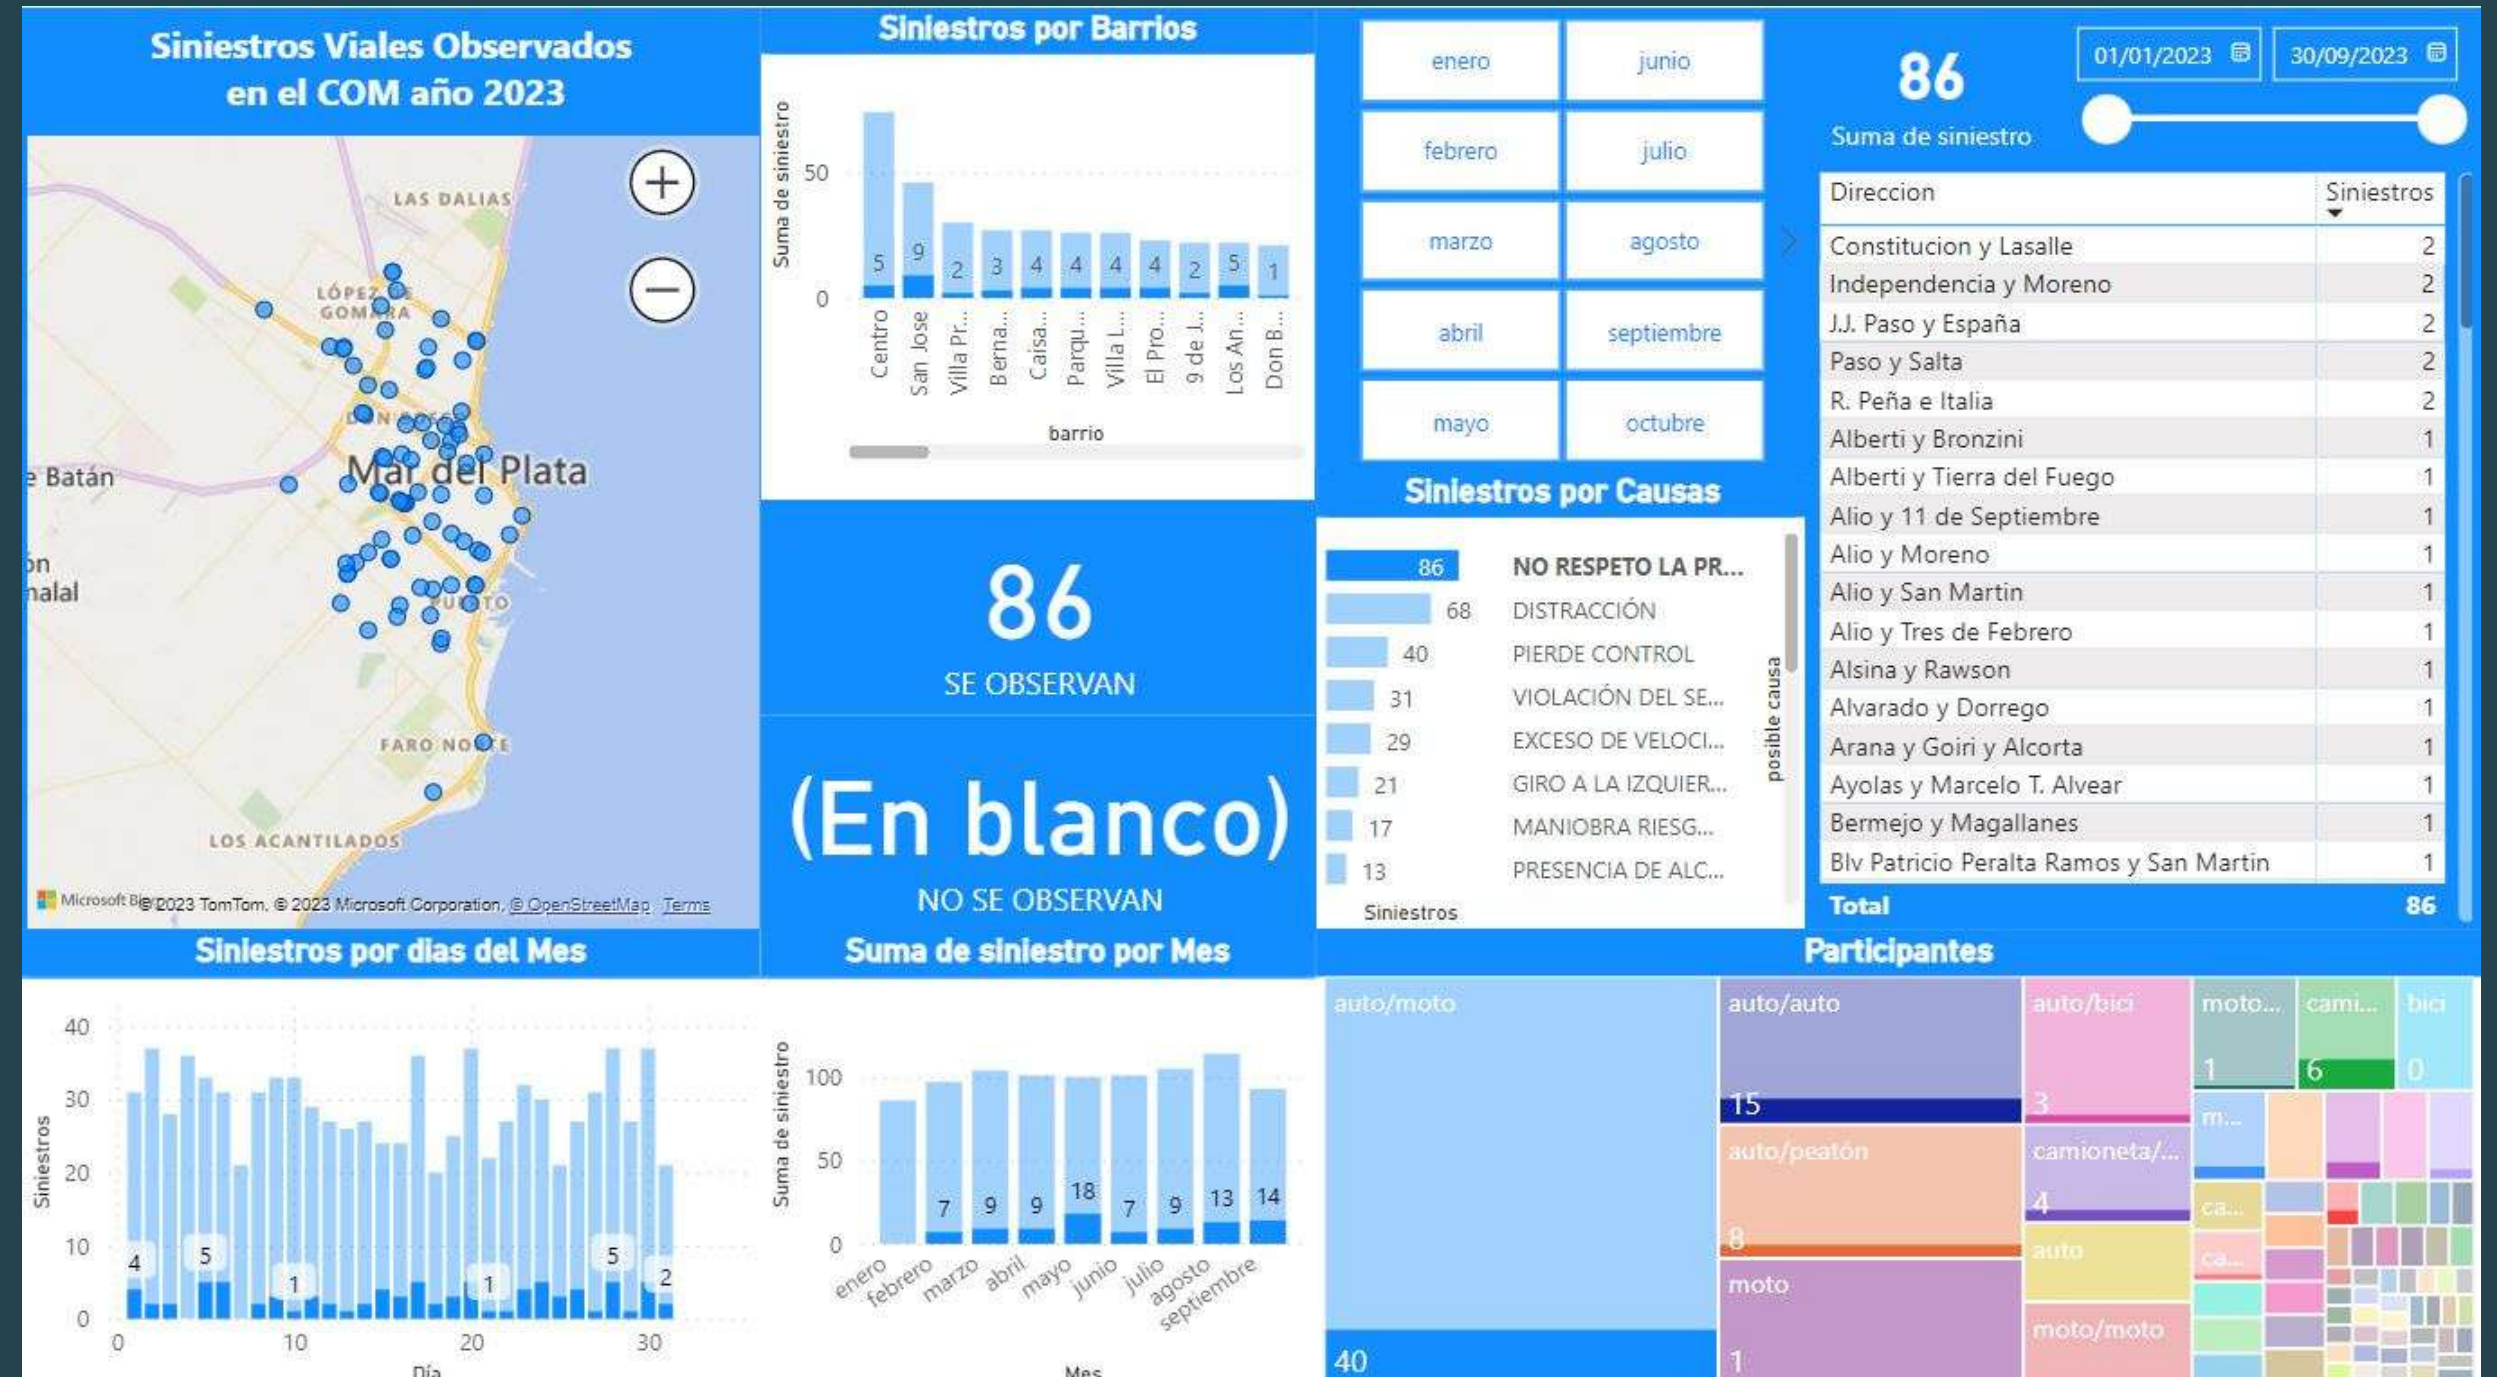 Siniestros Viales Observados
en el COM año 2023
LAS DALIAS
LÓPEZ DE
GOMARA
Mar del Plata
e Batán
ón
nalal
PUERTO
FARO NORTE
LOS ACANTILADOS
© 2023 TomTom, © 2023 Microsoft Corporation, © OpenStreetMap Terms
Siniestros por Barrios
Suma de siniestro
50
0
5 9 2 3 4 4 4 4 2 5 1
Centro
San Jose
Villa Pr...
Berna...
Caisa...
Parqu...
Villa L...
El Pro...
9 de J...
Los An...
Don B...
barrio
86
SE OBSERVAN
(En blanco)
NO SE OBSERVAN
enero junio
febrero julio
marzo agosto
abril septiembre
mayo octubre
Siniestros por Causas
86 NO RESPETO LA PR...
68 DISTRACCIÓN
40 PIERDE CONTROL
31 VIOLACIÓN DEL SE...
29 EXCESO DE VELOCI...
21 GIRO A LA IZQUIER...
17 MANIOBRA RIESG...
13 PRESENCIA DE ALC...
posible causa
Siniestros
86
Suma de siniestro
01/01/2023 30/09/2023
Direccion Siniestros
Constitucion y Lasalle 2
Independencia y Moreno 2
J.J. Paso y España 2
Paso y Salta 2
R. Peña e Italia 2
Alberti y Bronzini 1
Alberti y Tierra del Fuego 1
Alio y 11 de Septiembre 1
Alio y Moreno 1
Alio y San Martin 1
Alio y Tres de Febrero 1
Alsina y Rawson 1
Alvarado y Dorrego 1
Arana y Goiri y Alcorta 1
Ayolas y Marcelo T. Alvear 1
Bermejo y Magallanes 1
Blv Patricio Peralta Ramos y San Martin 1
Total 86
Siniestros por dias del Mes
Siniestros
40
30
20
10
0
4 5 1 1 5 2
0 10 20 30
Día
Suma de siniestro por Mes
Suma de siniestro
100
50
0
7 9 9 18 7 9 13 14
enero
febrero
marzo
abril
mayo
junio
julio
agosto
septiembre
Mes
Participantes
auto/moto
40
auto/auto
15
auto/peatón
8
moto
1
auto/bici
3
camioneta/...
4
auto
moto/moto
moto...
1
cami...
6
bici
0
m...
ca...
ca...